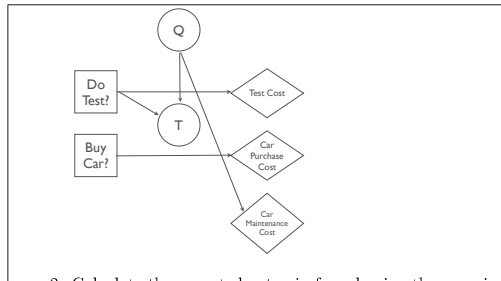 Q
Do
Test?
Test Cost
T
Buy
Car?
Car
Purchase
Cost
Car
Maintenance
Cost